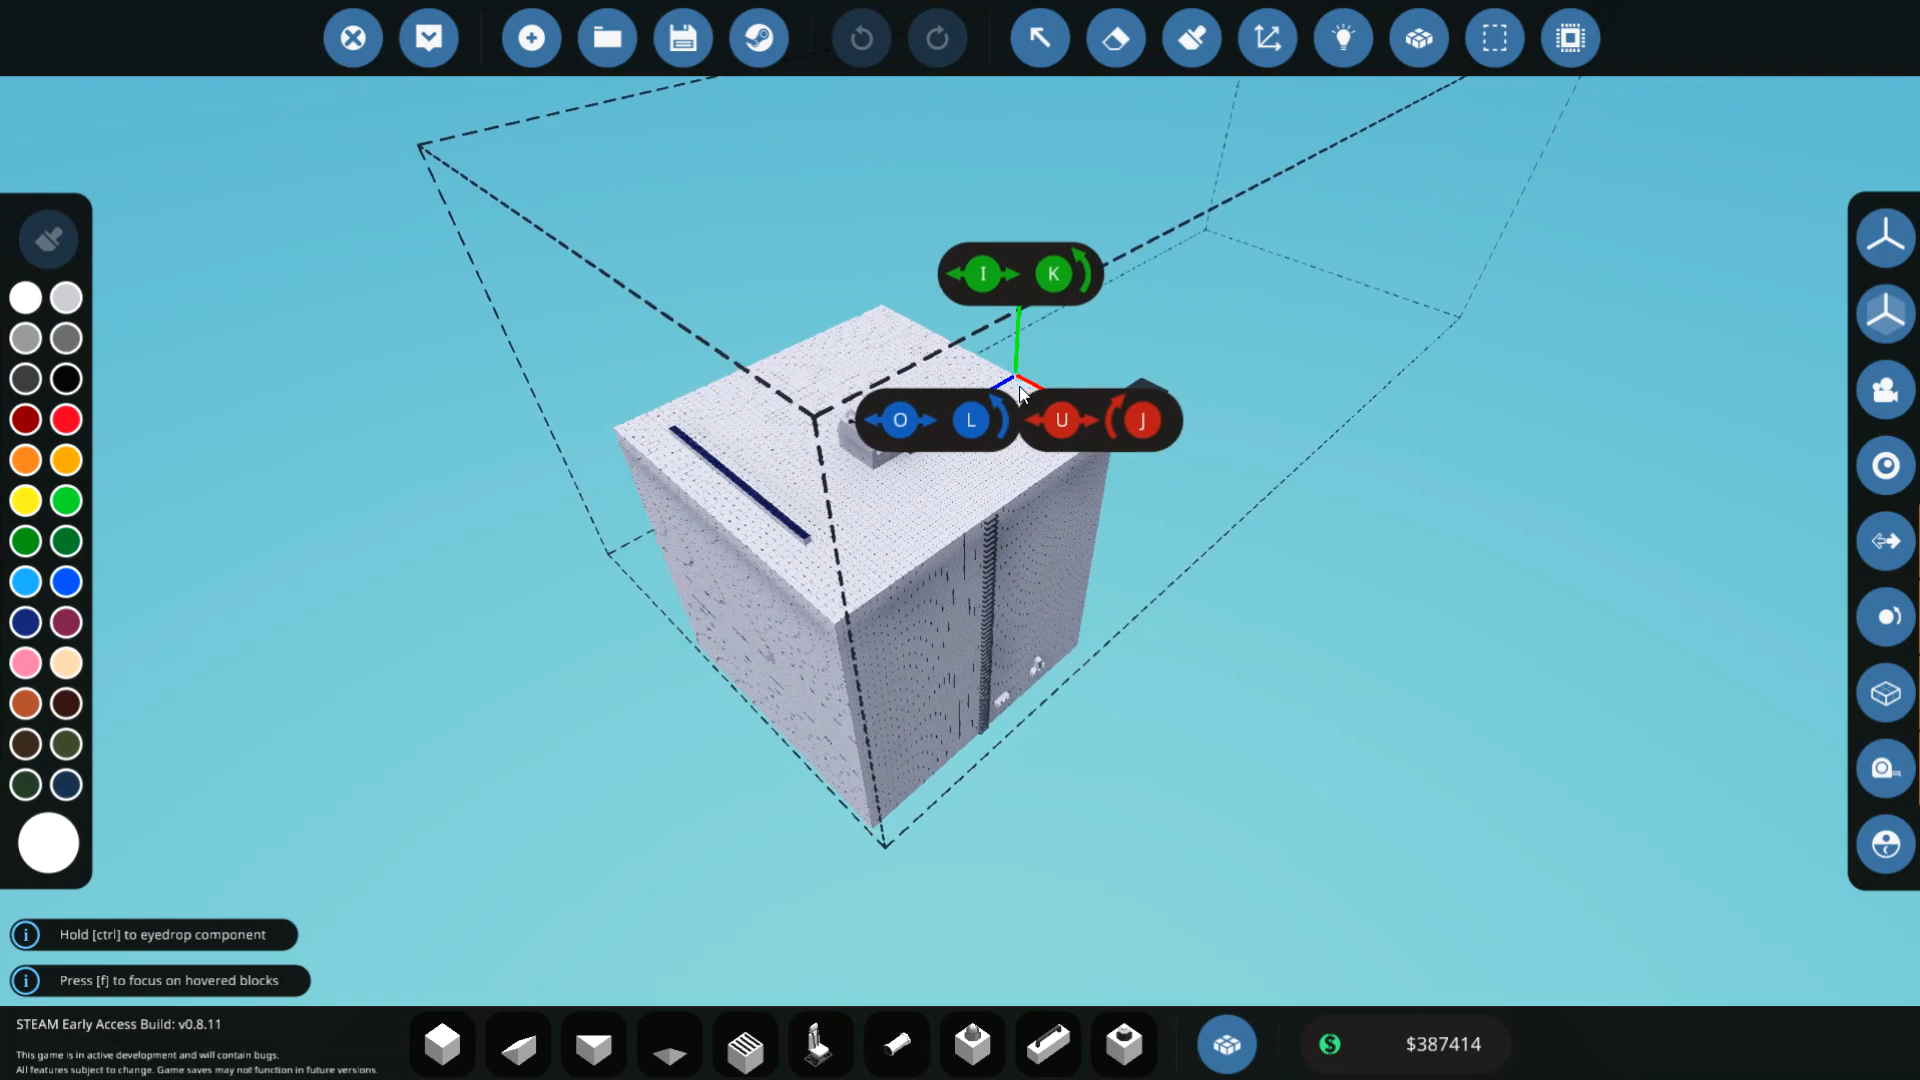 I K
O L U J
Hold [ctrl] to eyedrop component
Press [f] to focus on hovered blocks
STEAM Early Access Build: v0.8.11
This game is in active development and will contain bugs.
All features subject to change. Game saves may not function in future versions.
$ $387414